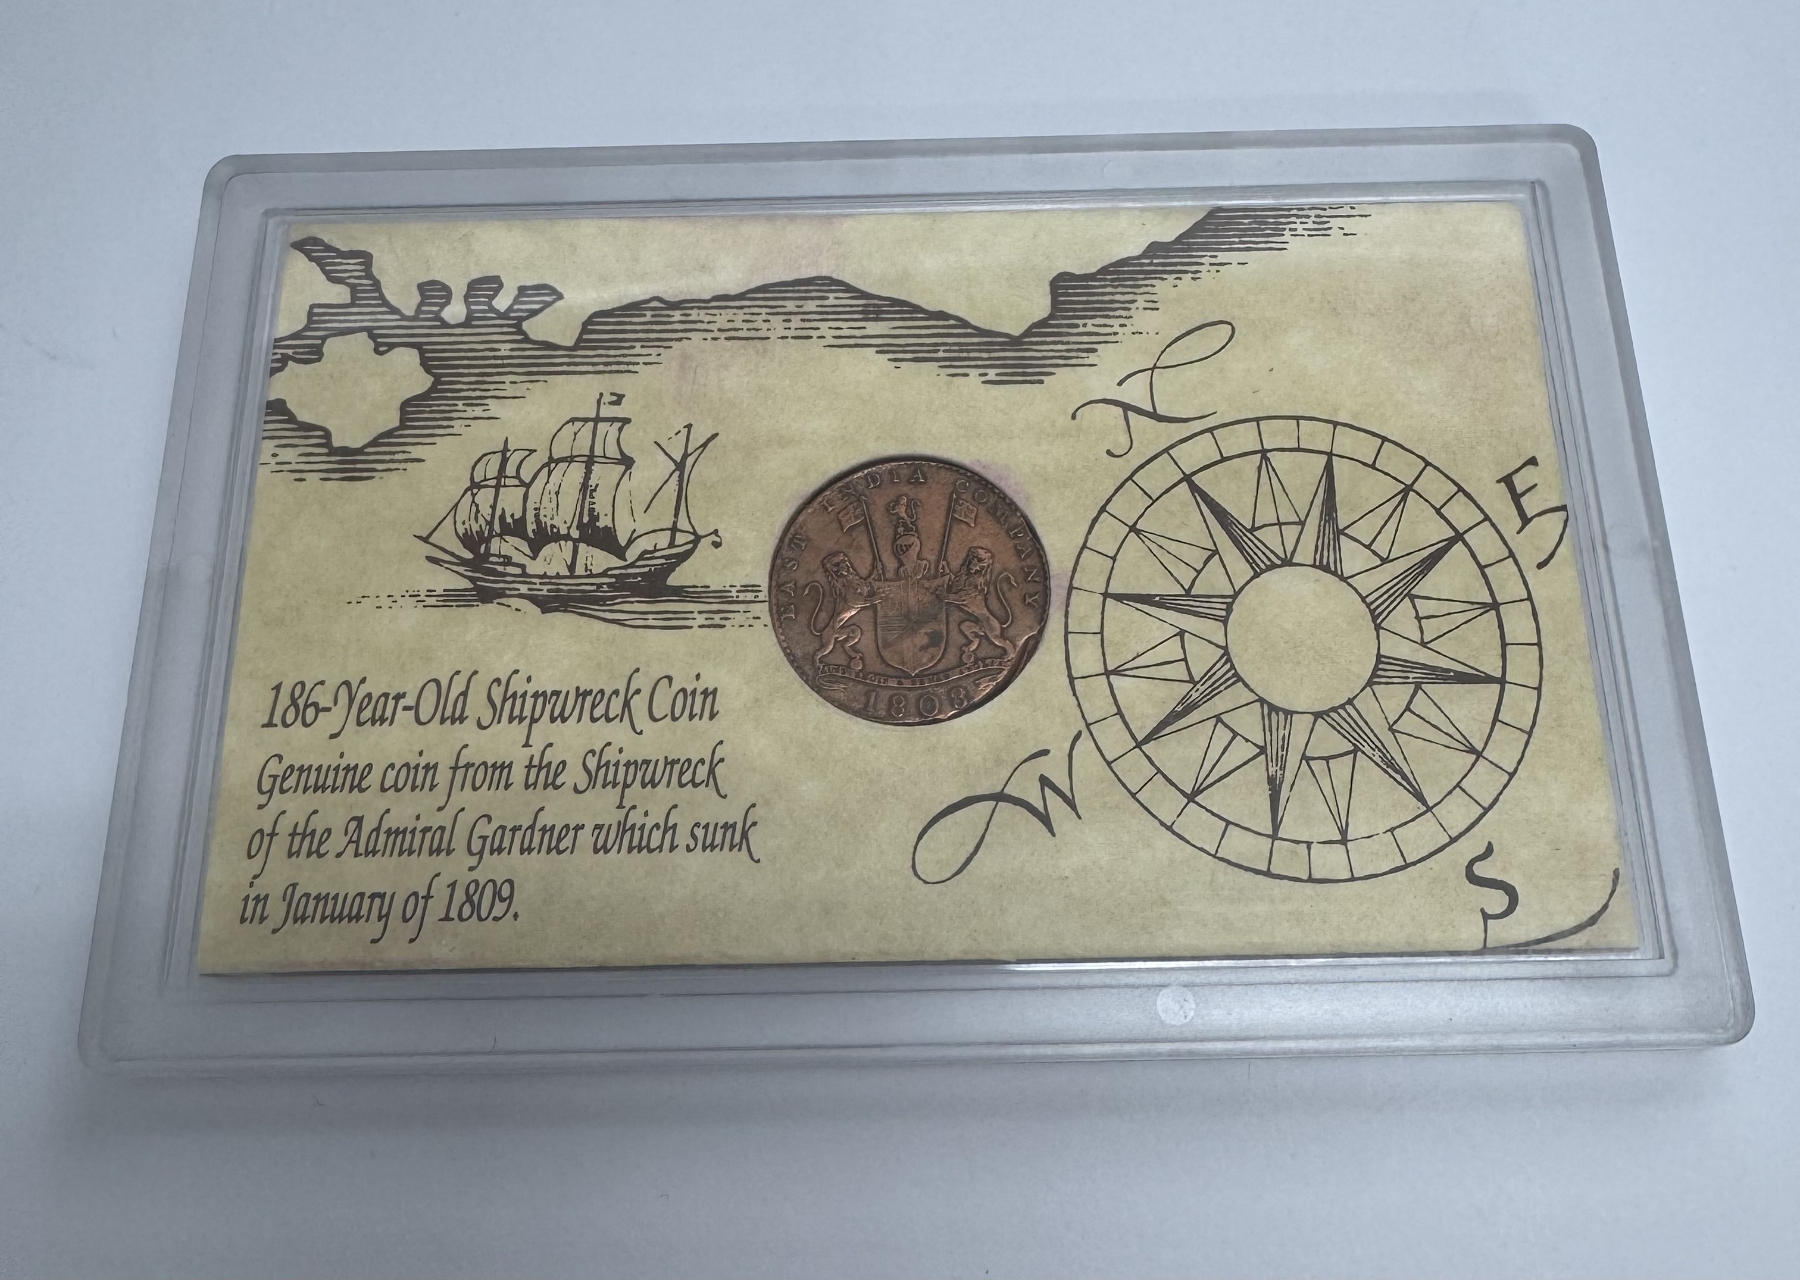 N
E
EAST INDIA COMPANY
1808
W
S
186-Year-Old Shipwreck Coin
Genuine coin from the Shipwreck
of the Admiral Gardner which sunk
in January of 1809.